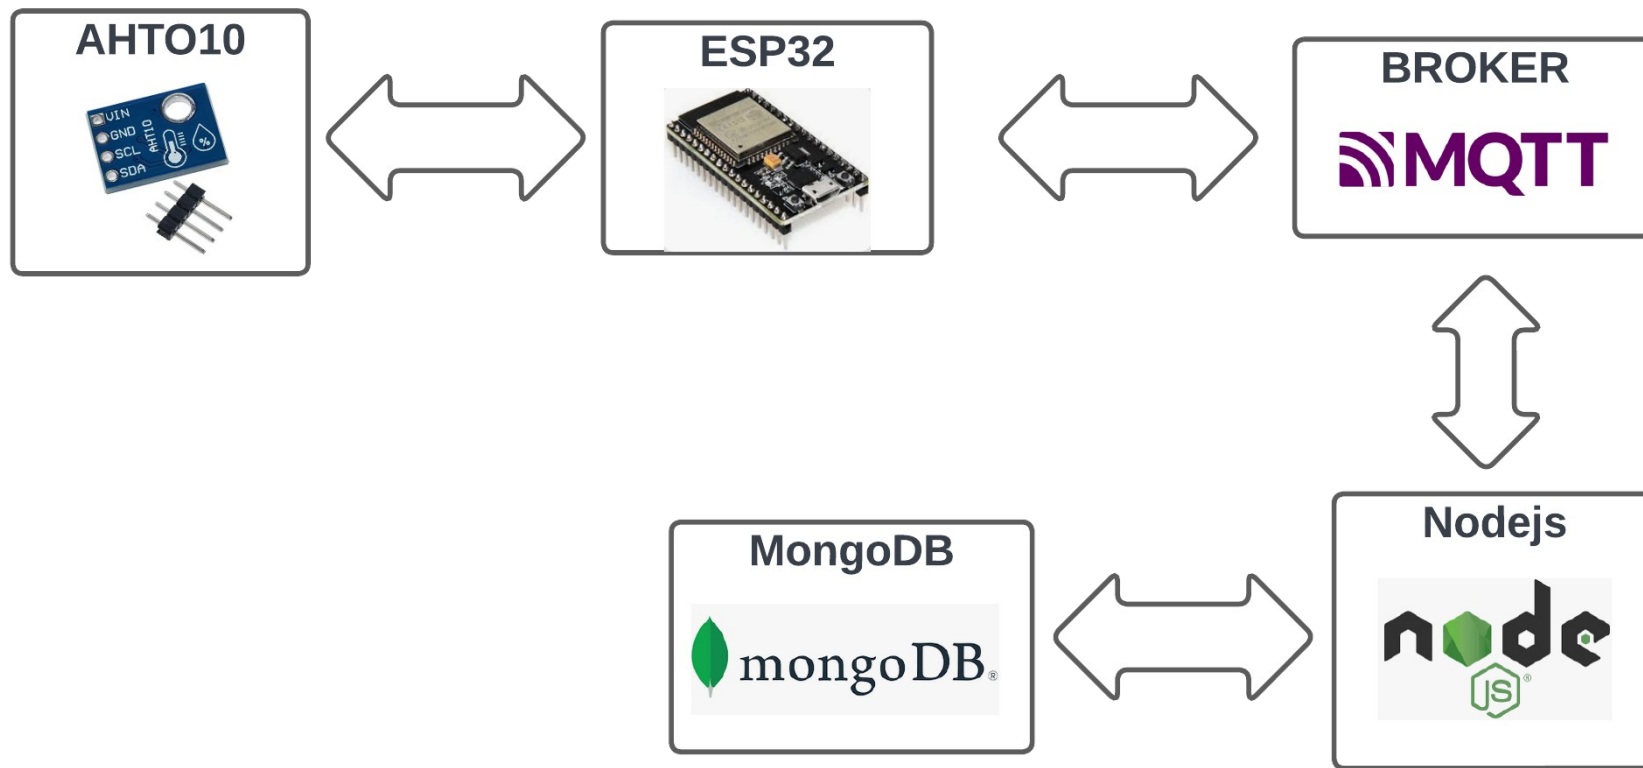 AHTO10
VIN
GND
SCL
SDA
AHT10
%
ESP32
BROKER
MQTT
Nodejs
node
JS
®
MongoDB
mongoDB®